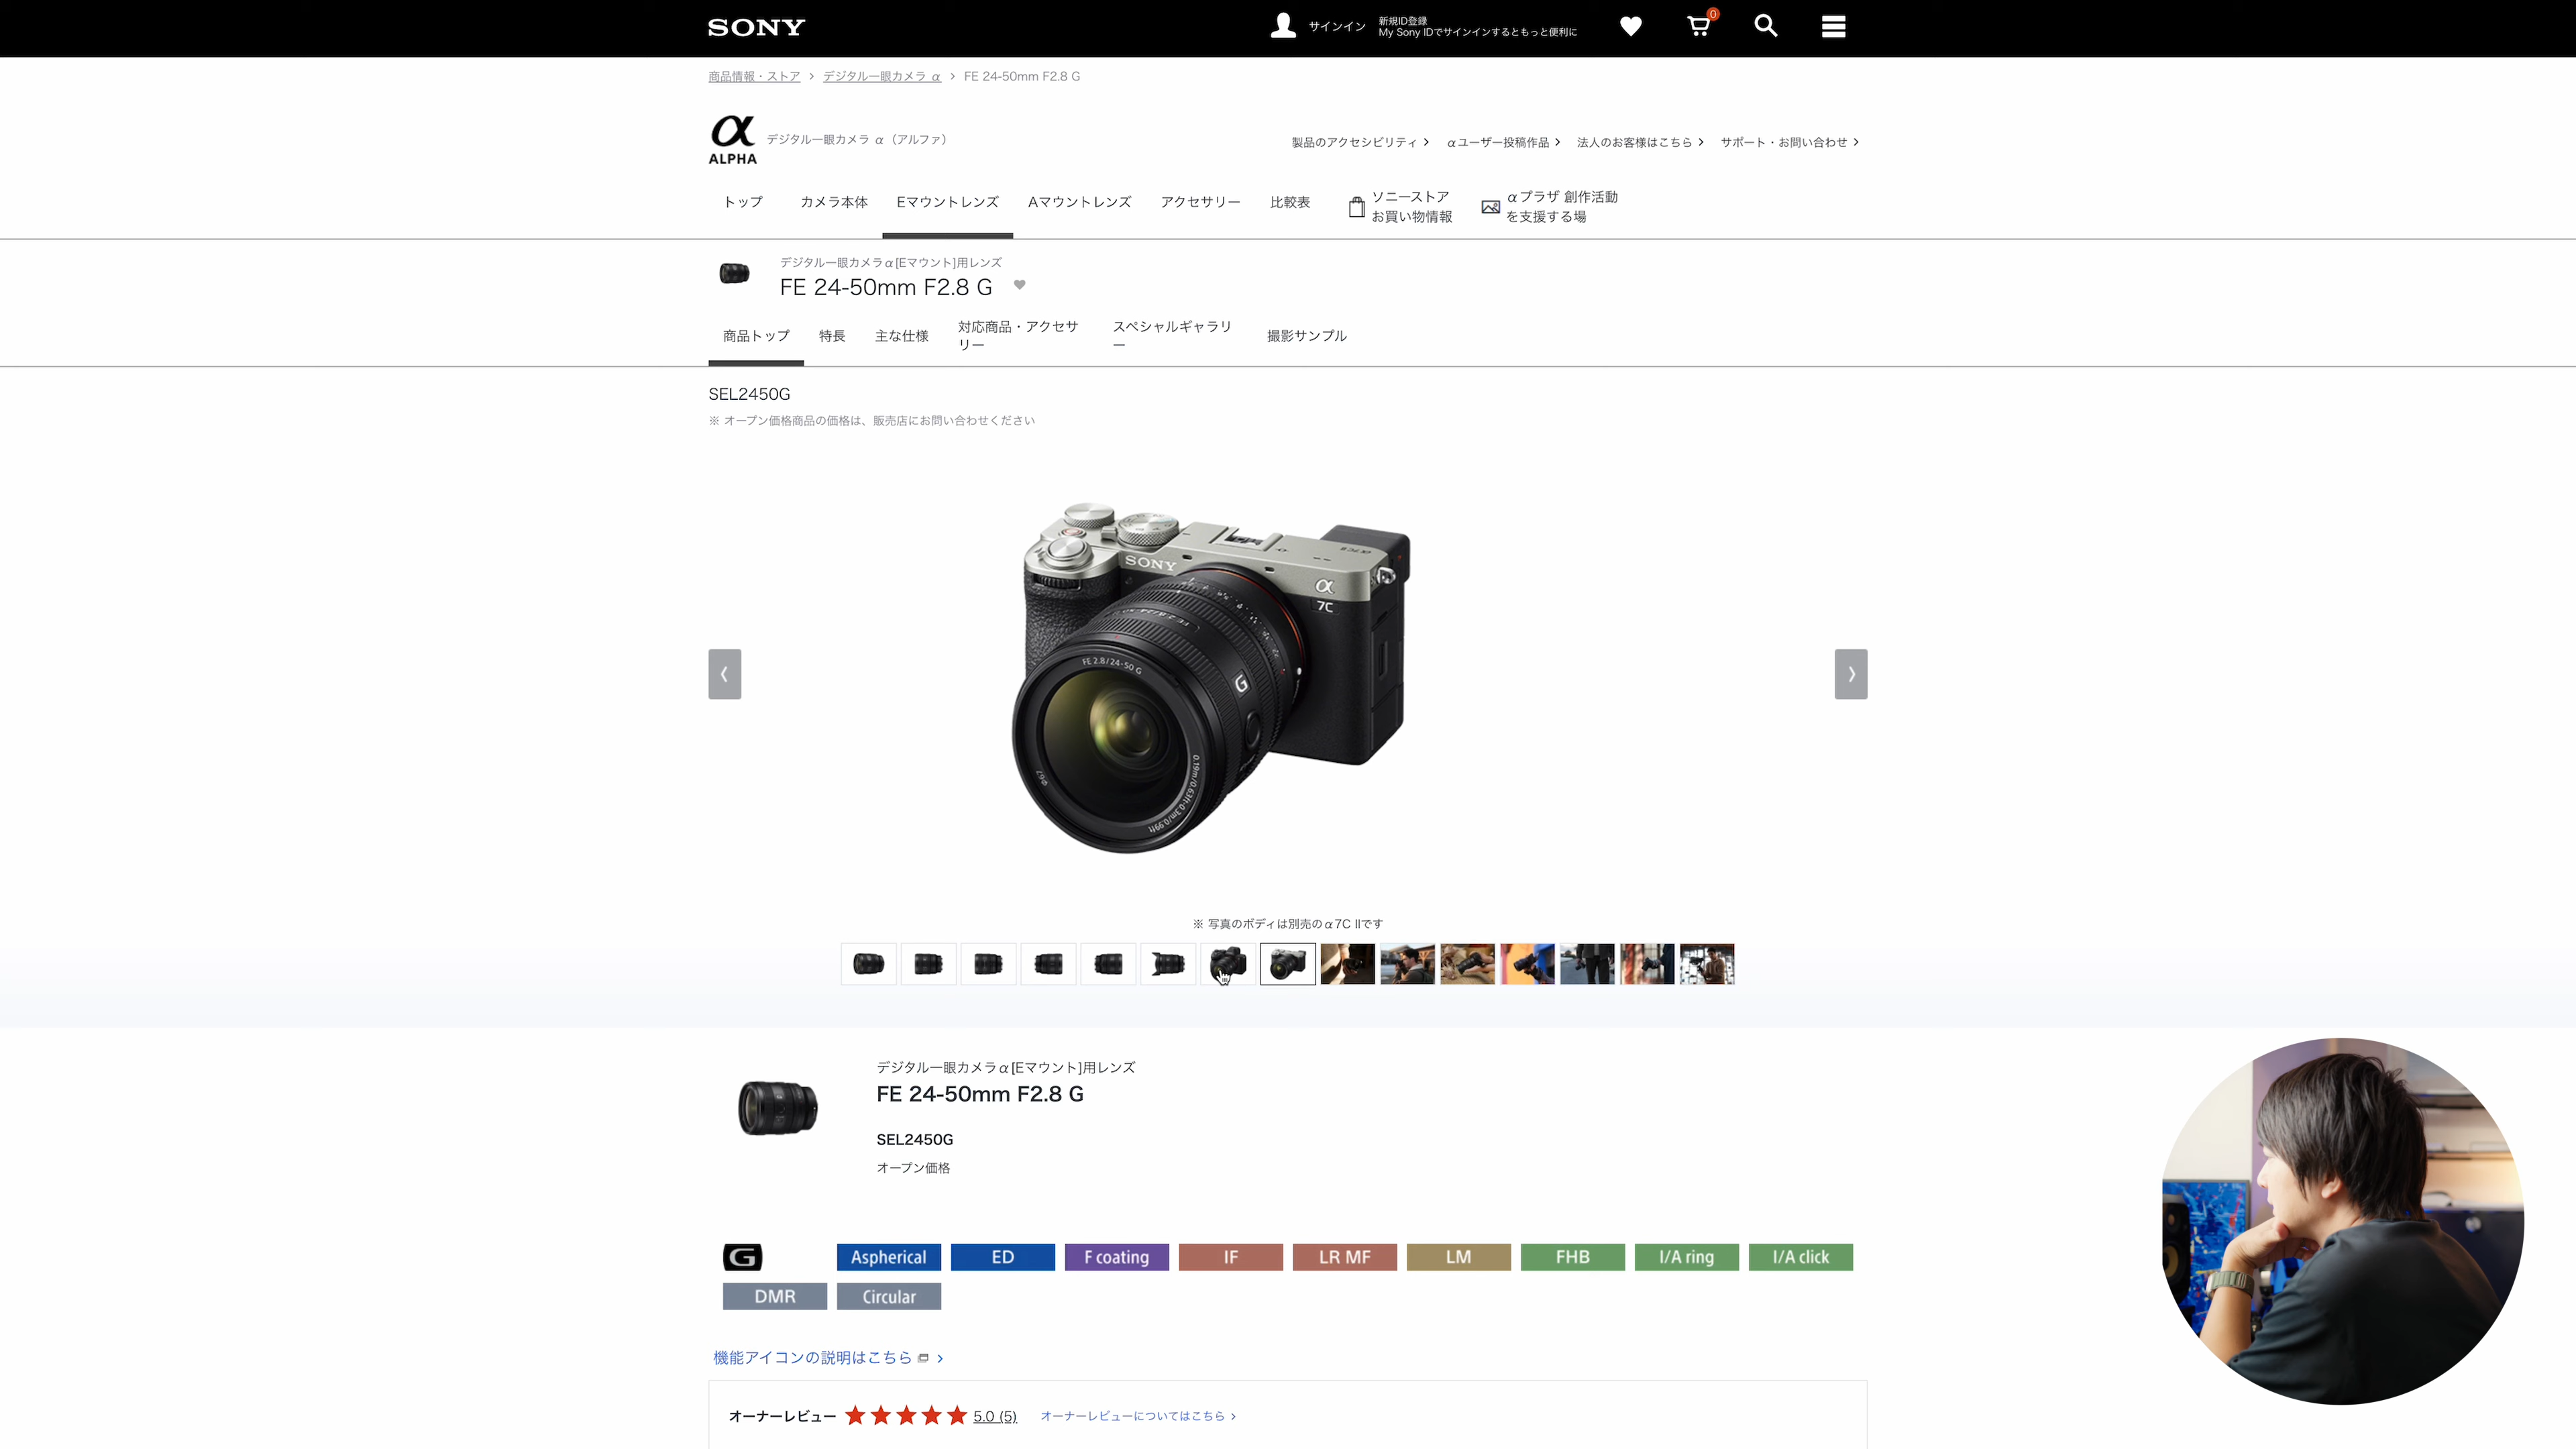 SONY
サインイン
新規ID登録
My Sony IDでサインインするともっと便利に
0
商品情報・ストア > デジタル一眼カメラ α > FE 24-50mm F2.8 G
α
ALPHA
デジタル一眼カメラ α（アルファ）
製品のアクセシビリティ
αユーザー投稿作品
法人のお客様はこちら
サポート・お問い合わせ
トップ
カメラ本体
Eマウントレンズ
Aマウントレンズ
アクセサリー
比較表
ソニーストア
お買い物情報
αプラザ 創作活動
を支援する場
デジタル一眼カメラα[Eマウント]用レンズ
FE 24-50mm F2.8 G
商品トップ
特長
主な仕様
対応商品・アクセサ
リー
スペシャルギャラリ
ー
撮影サンプル
SEL2450G
※ オープン価格商品の価格は、販売店にお問い合わせください
SONY
α
7C
FE 2.8/24-50 G
G
0.19m/0.63ft-0.3m/0.99ft
φ67
※ 写真のボディは別売のα7C IIです
デジタル一眼カメラα[Eマウント]用レンズ
FE 24-50mm F2.8 G
SEL2450G
オープン価格
G
Aspherical
ED
F coating
IF
LR MF
LM
FHB
I/A ring
I/A click
DMR
Circular
機能アイコンの説明はこちら
オーナーレビュー
5.0 (5)
オーナーレビューについてはこちら